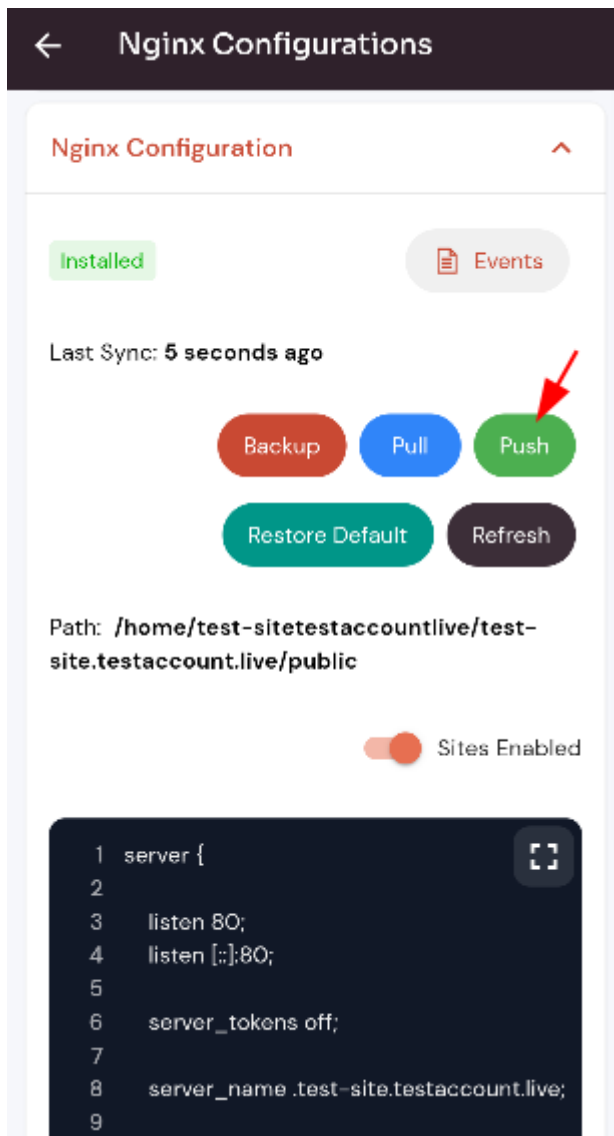 Nginx Configurations
Nginx Configuration
Installed
Events
Last Sync: 5 seconds ago
Backup Pull Push
Restore Default Refresh
Path: /home/test-sitetestaccountlive/test-
site.testaccount.live/public
Sites Enabled
1 server {
2
3 listen 80;
4 listen [::]:80;
5
6 server_tokens off;
7
8 server_name .test-site.testaccount.live;
9